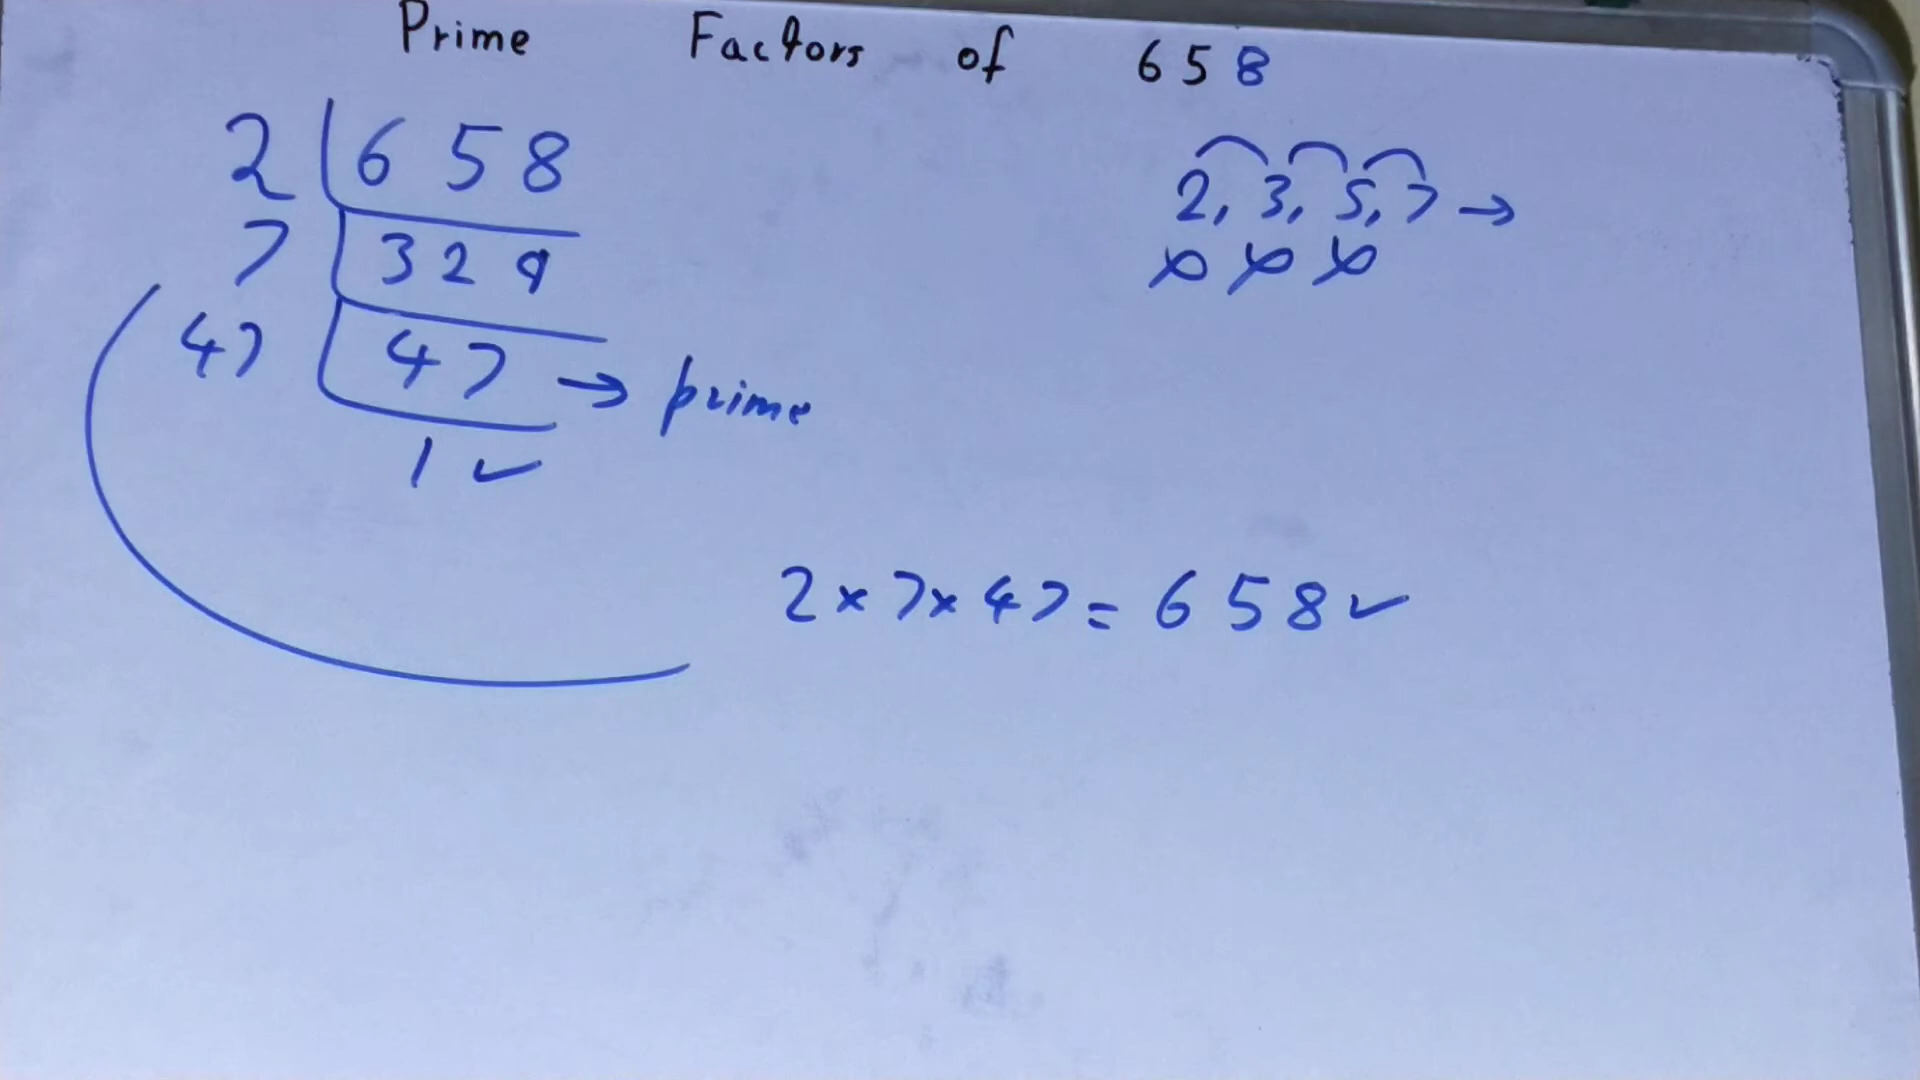 Prime Factors of 658
2 | 658
7 | 329
47 | 47 → prime
1 ✓
2, 3, 5, 7 →
x x x
2 x 7 x 47 = 658 ✓